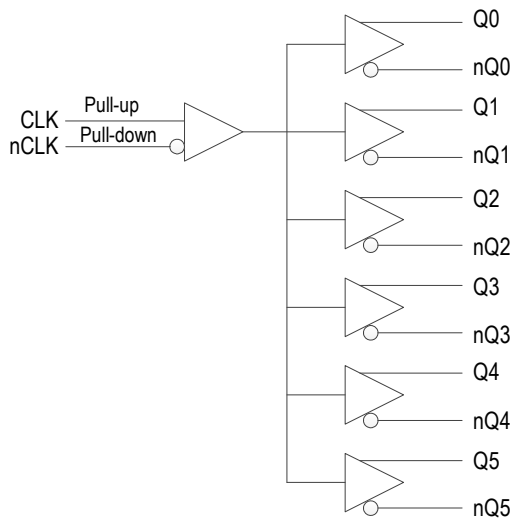 Q0
nQ0
Q1
Pull-up
CLK
Pull-down
nCLK
nQ1
Q2
nQ2
Q3
nQ3
Q4
nQ4
Q5
nQ5